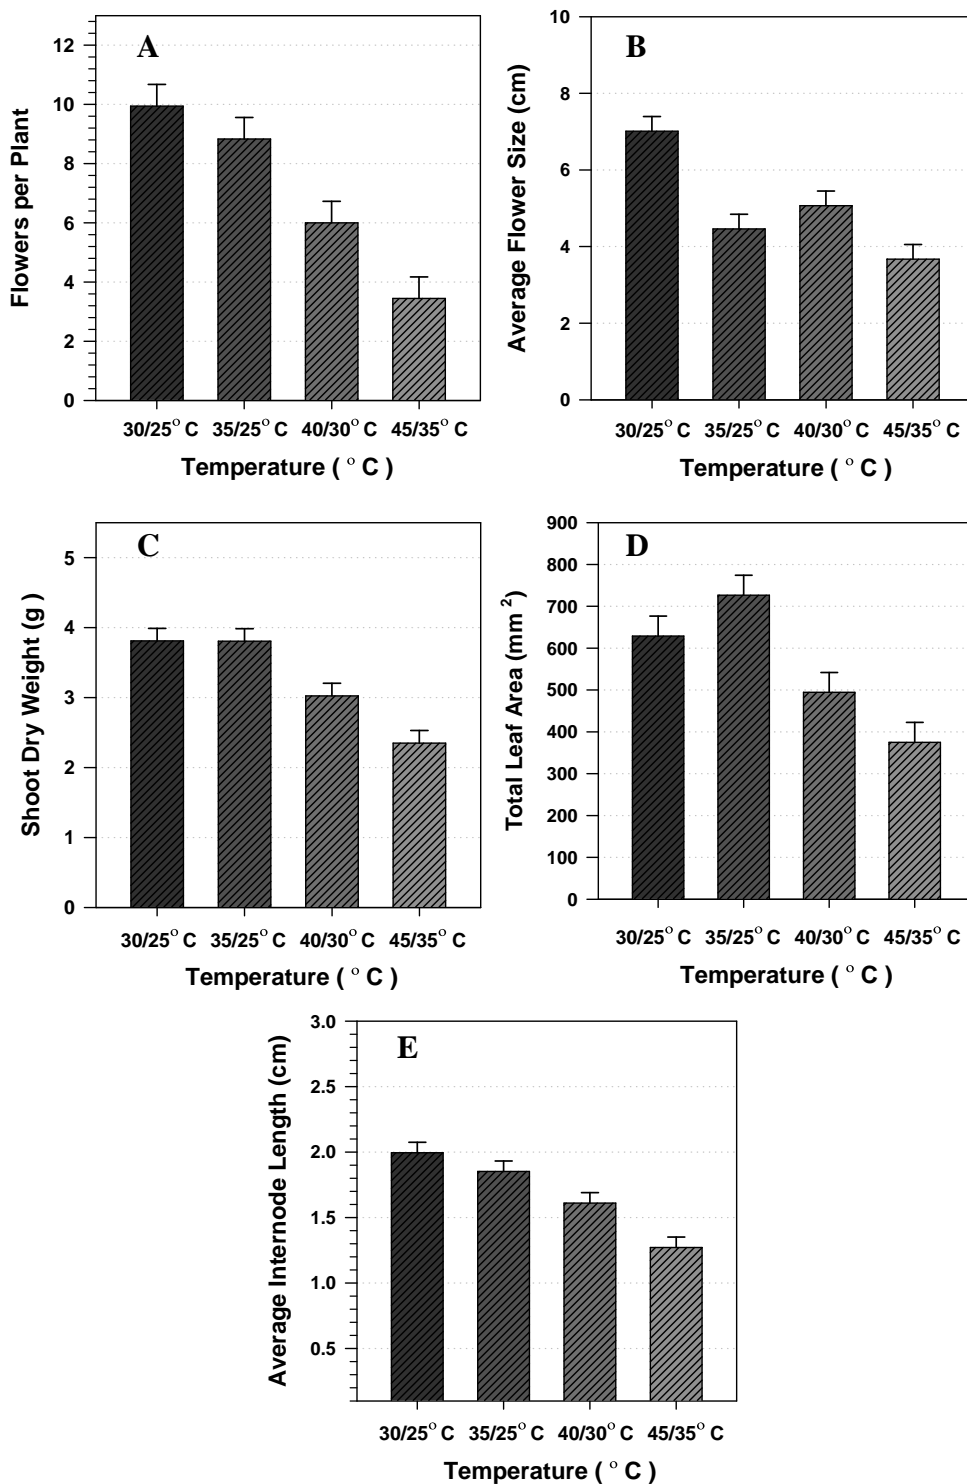 A
Flowers per Plant
12
10
8
6
4
2
0
30/25° C 35/25° C 40/30° C 45/35° C
Temperature ( ° C )
B
Average Flower Size (cm)
10
8
6
4
2
0
30/25° C 35/25° C 40/30° C 45/35° C
Temperature ( ° C )
C
Shoot Dry Weight (g)
5
4
3
2
1
0
30/25° C 35/25° C 40/30° C 45/35° C
Temperature ( ° C )
D
Total Leaf Area (mm ²)
900
800
700
600
500
400
300
200
100
0
30/25° C 35/25° C 40/30° C 45/35° C
Temperature ( ° C )
E
Average Internode Length (cm)
3.0
2.5
2.0
1.5
1.0
0.5
30/25° C 35/25° C 40/30° C 45/35° C
Temperature ( ° C )